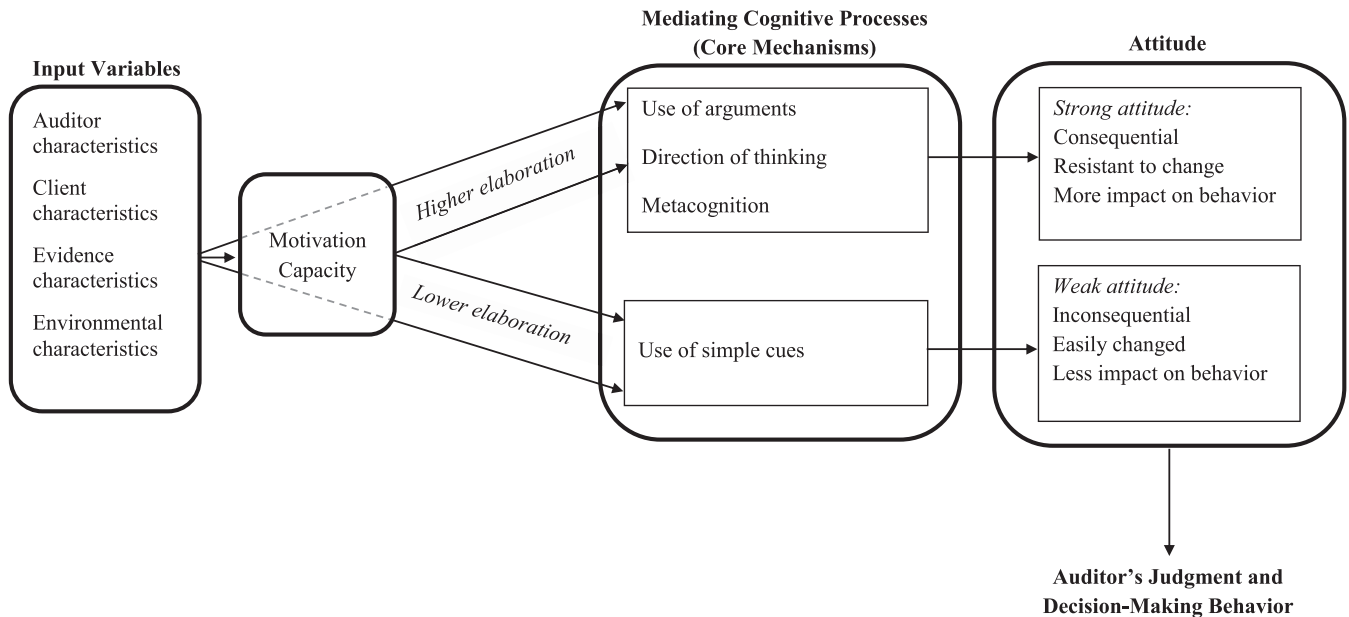 Input Variables
Auditor
characteristics
Client
characteristics
Evidence
characteristics
Environmental
characteristics
Motivation
Capacity
Higher elaboration
Lower elaboration
Mediating Cognitive Processes
(Core Mechanisms)
Use of arguments
Direction of thinking
Metacognition
Use of simple cues
Attitude
Strong attitude:
Consequential
Resistant to change
More impact on behavior
Weak attitude:
Inconsequential
Easily changed
Less impact on behavior
Auditor’s Judgment and
Decision-Making Behavior